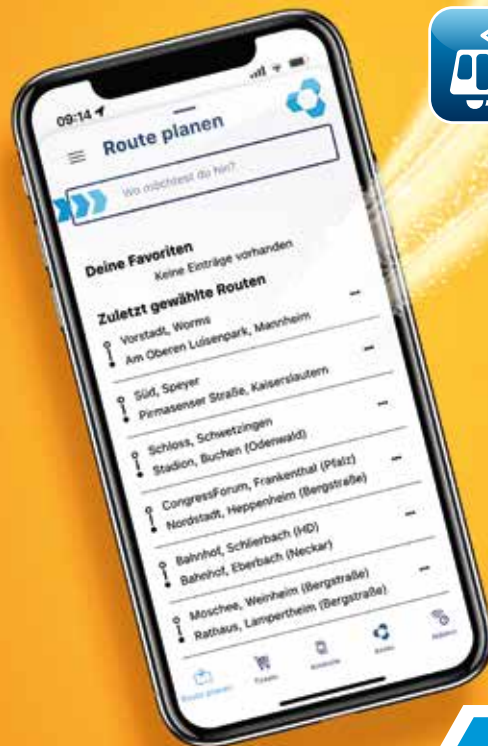 09:14
Route planen
Wo möchtest du hin?
Deine Favoriten
Keine Einträge vorhanden
Zuletzt gewählte Routen
Vorstadt, Worms
Am Oberen Luisenpark, Mannheim
Süd, Speyer
Pirmasenser Straße, Kaiserslautern
Schloss, Schwetzingen
Stadion, Buchen (Odenwald)
CongressForum, Frankenthal (Pfalz)
Nordstadt, Heppenheim (Bergstraße)
Bahnhof, Schlierbach (HD)
Bahnhof, Eberbach (Neckar)
Moschee, Weinheim (Bergstraße)
Rathaus, Lampertheim (Bergstraße)
Route planen
Tickets